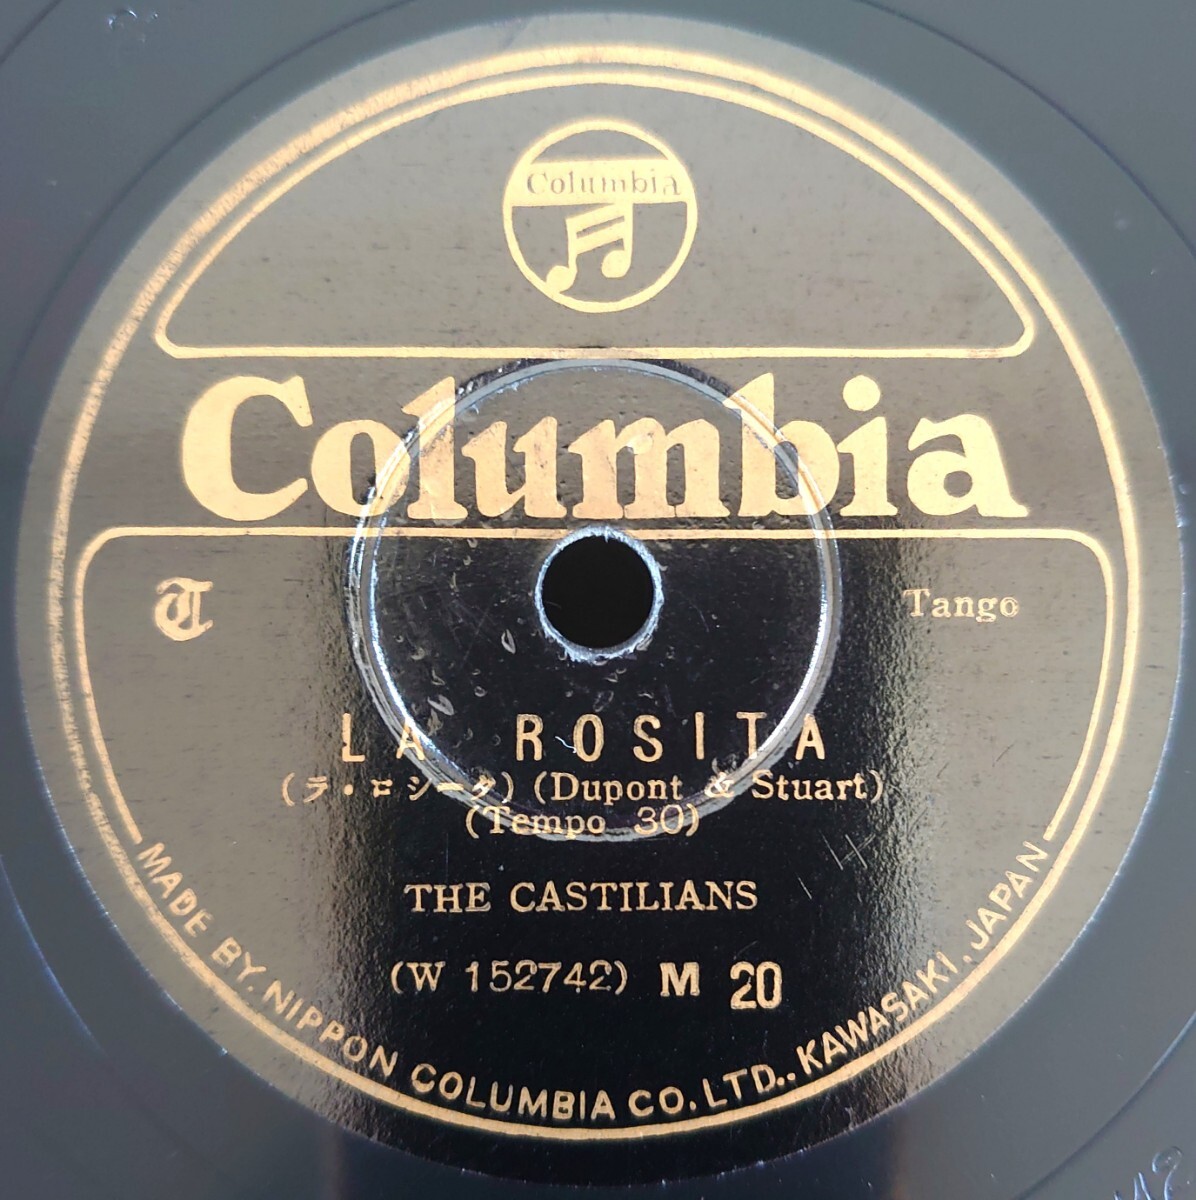 Columbia
Columbia
T
Tango
LA ROSITA
(ラ・ロシータ) (Dupont & Stuart)
(Tempo 30)
THE CASTILIANS
(W 152742) M 20
MADE BY. NIPPON COLUMBIA CO. LTD., KAWASAKI, JAPAN